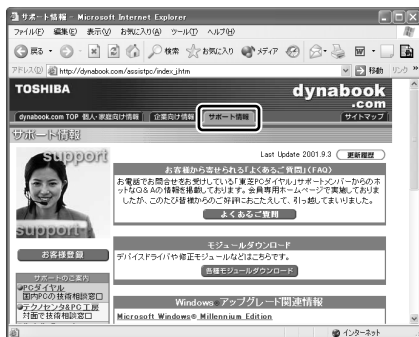 サポート情報 - Microsoft Internet Explorer
ファイル(F) 編集(E) 表示(V) お気に入り(A) ツール(T) ヘルプ(H)
戻る 検索 お気に入り メディア
アドレス(D) http://dynabook.com/assistpc/index_j.htm 移動 リンク »
TOSHIBA dynabook.com
dynabook.com TOP 個人・家庭向け情報 企業向け情報 サポート情報 サイトマップ
サポート情報
support
Last Update 2001.9.3 更新履歴
お客様から寄せられる「よくあるご質問」(FAQ)
お電話でお問合せをお受けしている「東芝PCダイヤル」サポートメンバーからのホ
ットなQ&Aの情報を掲載しております。会員専用ホームページで実施しておりま
したが、このたび皆様からのご好評におこたえして、引っ越してまいりました。
よくあるご質問
support
お客様登録
モジュールダウンロード
デバイスドライバや修正モジュールなどはこちらです。
各種モジュールダウンロード
サポートのご案内
PCダイヤル
国内PCの技術相談窓口
テクノセンタ&PC工房
対面で技術相談窓口
Windows アップグレード関連情報
Microsoft Windows® Millennium Edition
インターネット